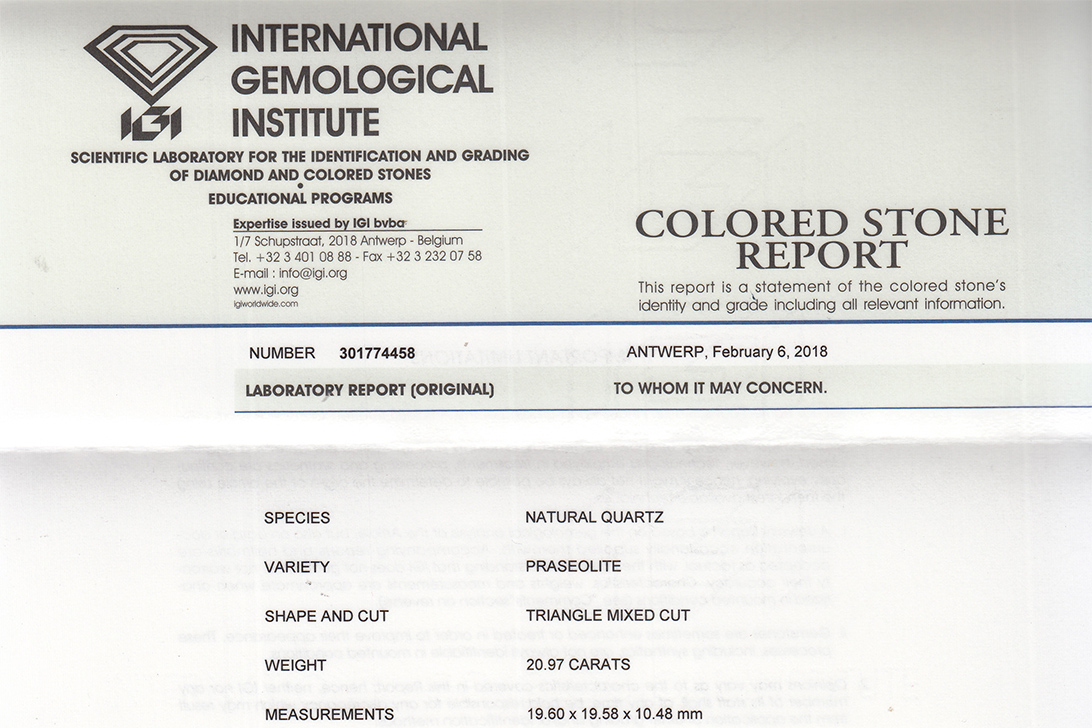 INTERNATIONAL
GEMOLOGICAL
INSTITUTE
IGI
SCIENTIFIC LABORATORY FOR THE IDENTIFICATION AND GRADING
OF DIAMOND AND COLORED STONES
EDUCATIONAL PROGRAMS
Expertise issued by IGI bvba
1/7 Schupstraat, 2018 Antwerp - Belgium
Tel. +32 3 401 08 88 - Fax +32 3 232 07 58
E-mail : info@igi.org
www.igi.org
igiworldwide.com
COLORED STONE
REPORT
This report is a statement of the colored stone's
identity and grade including all relevant information.
NUMBER 301774458 ANTWERP, February 6, 2018
LABORATORY REPORT (ORIGINAL) TO WHOM IT MAY CONCERN.
SPECIES NATURAL QUARTZ
VARIETY PRASEOLITE
SHAPE AND CUT TRIANGLE MIXED CUT
WEIGHT 20.97 CARATS
MEASUREMENTS 19.60 x 19.58 x 10.48 mm